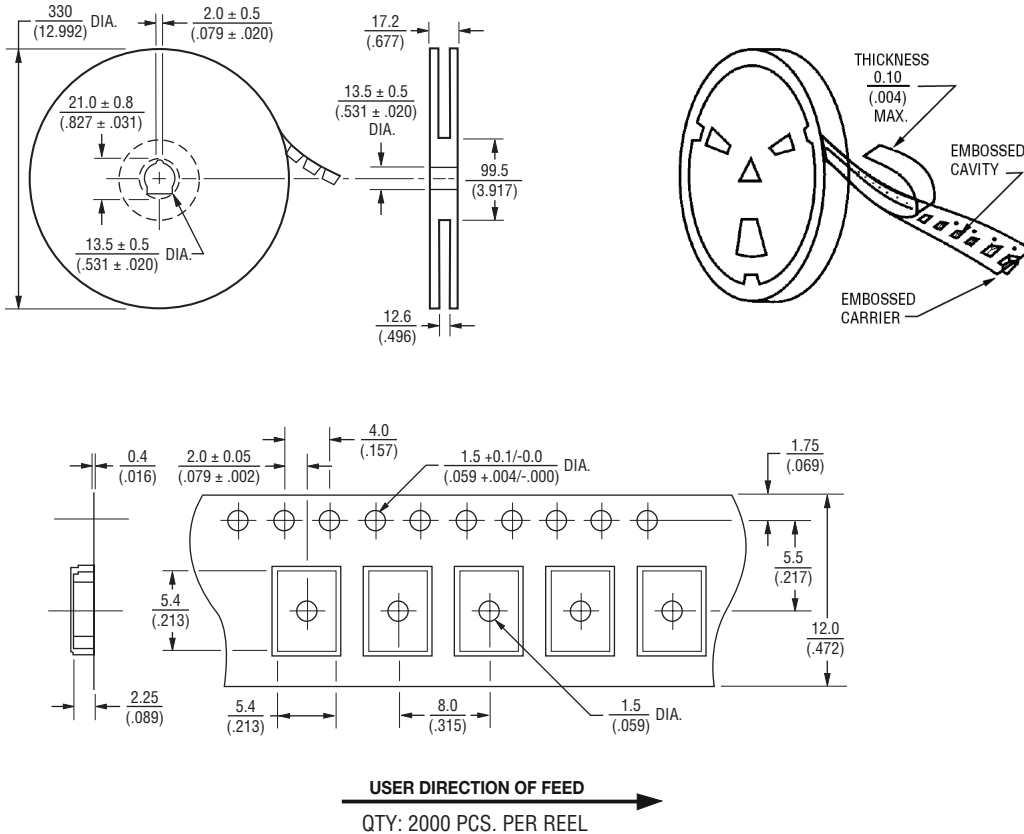 330
(12.992) DIA.
2.0 ± 0.5
(.079 ± .020)
21.0 ± 0.8
(.827 ± .031)
13.5 ± 0.5
(.531 ± .020) DIA.
17.2
(.677)
13.5 ± 0.5
(.531 ± .020)
DIA.
99.5
(3.917)
12.6
(.496)
THICKNESS
0.10
(.004)
MAX.
EMBOSSED
CAVITY
EMBOSSED
CARRIER
0.4
(.016)
2.0 ± 0.05
(.079 ± .002)
4.0
(.157)
1.5 +0.1/-0.0
(.059 +.004/-.000) DIA.
1.75
(.069)
5.5
(.217)
12.0
(.472)
5.4
(.213)
2.25
(.089)
5.4
(.213)
8.0
(.315)
1.5
(.059) DIA.
USER DIRECTION OF FEED
QTY: 2000 PCS. PER REEL